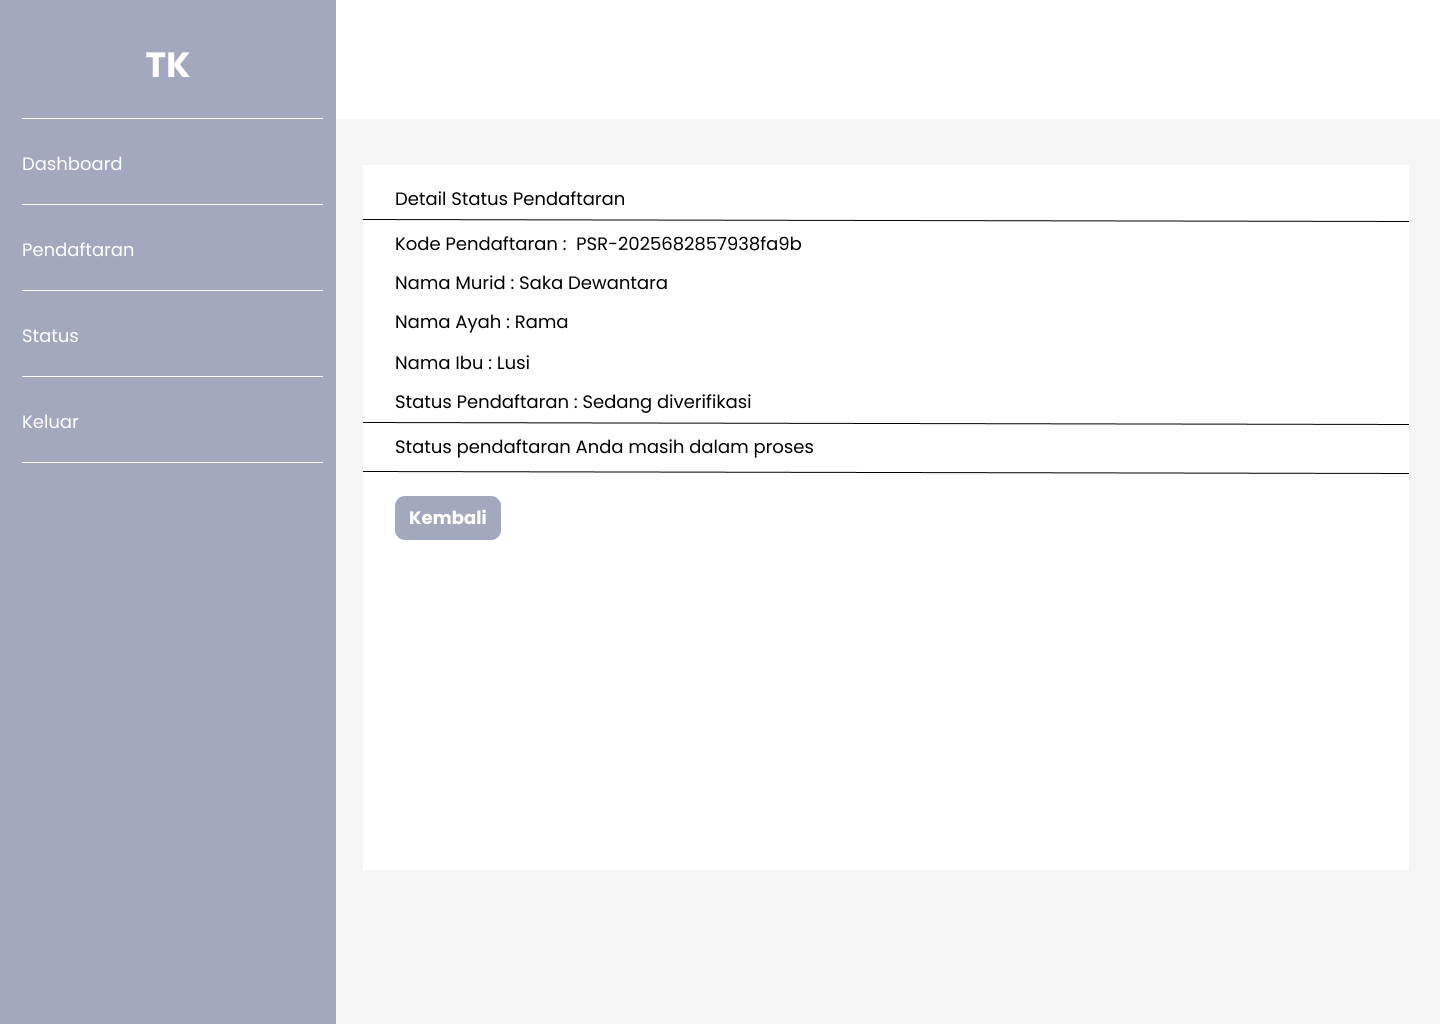 TK
Dashboard
Pendaftaran
Status
Keluar
Detail Status Pendaftaran
Kode Pendaftaran :  PSR-2025682857938fa9b
Nama Murid : Saka Dewantara
Nama Ayah : Rama
Nama Ibu : Lusi
Status Pendaftaran : Sedang diverifikasi
Status pendaftaran Anda masih dalam proses
Kembali